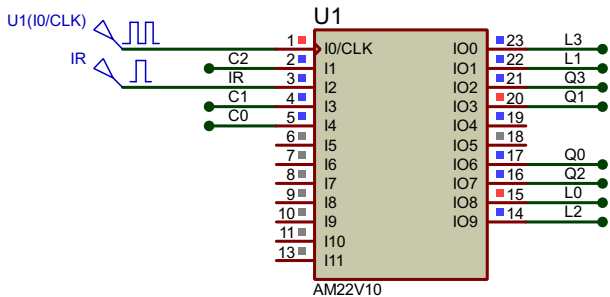 U1
U1(I0/CLK)
1 I0/CLK IO0 23 L3
C2 2 I1 IO1 22 L1
IR IR 3 I2 IO2 21 Q3
C1 4 I3 IO3 20 Q1
C0 5 I4 IO4 19
6 I5 IO5 18
7 I6 IO6 17 Q0
8 I7 IO7 16 Q2
9 I8 IO8 15 L0
10 I9 IO9 14 L2
11 I10
13 I11
AM22V10